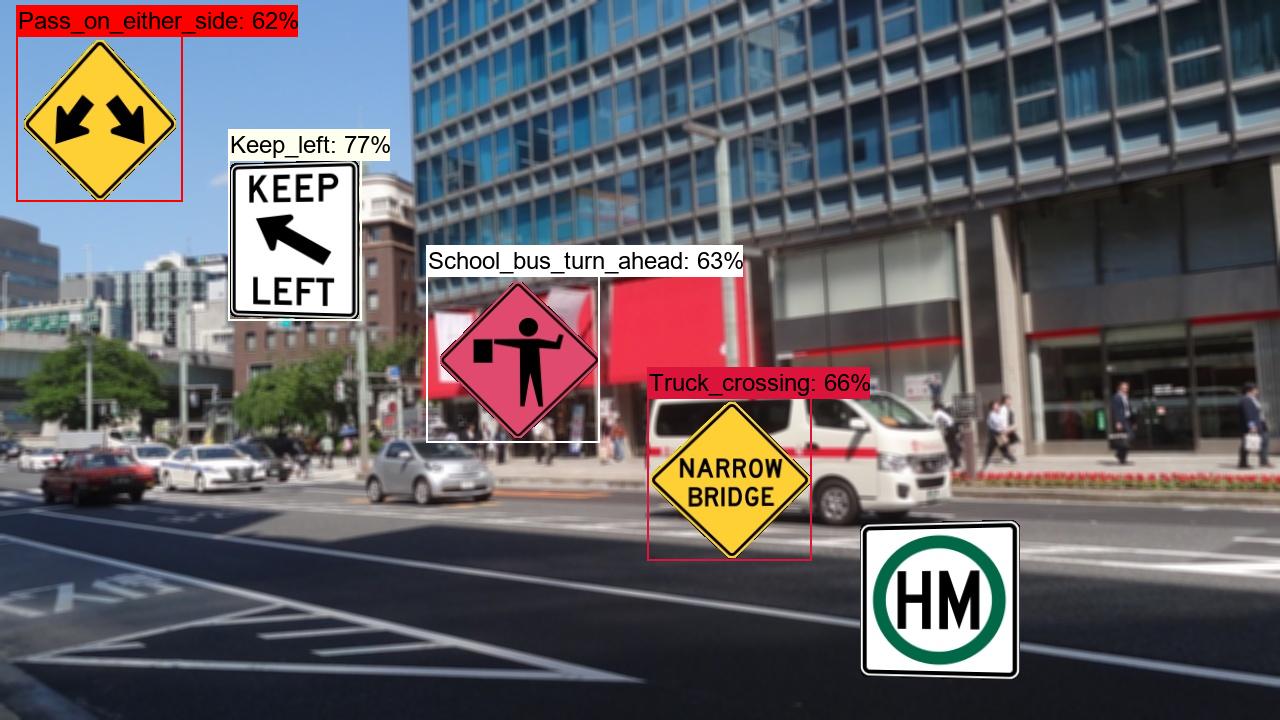 Pass_on_either_side: 62%
Keep_left: 77%
KEEP
LEFT
School_bus_turn_ahead: 63%
Truck_crossing: 66%
NARROW
BRIDGE
HM